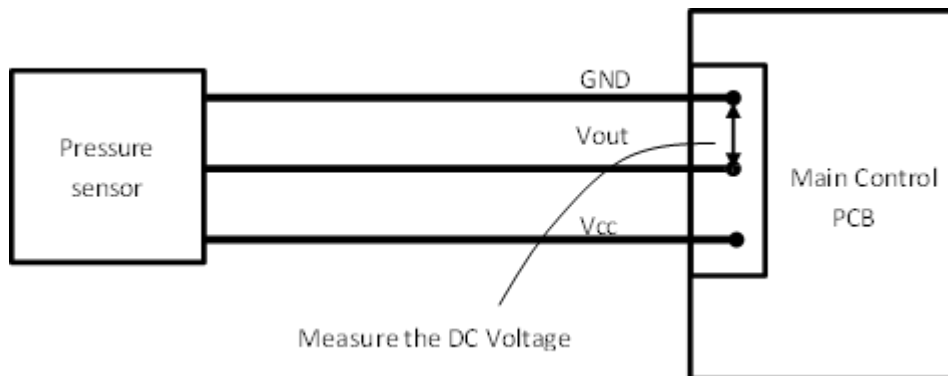 GND
Pressure
sensor
Vout
Main Control
PCB
Vcc
Measure the DC Voltage